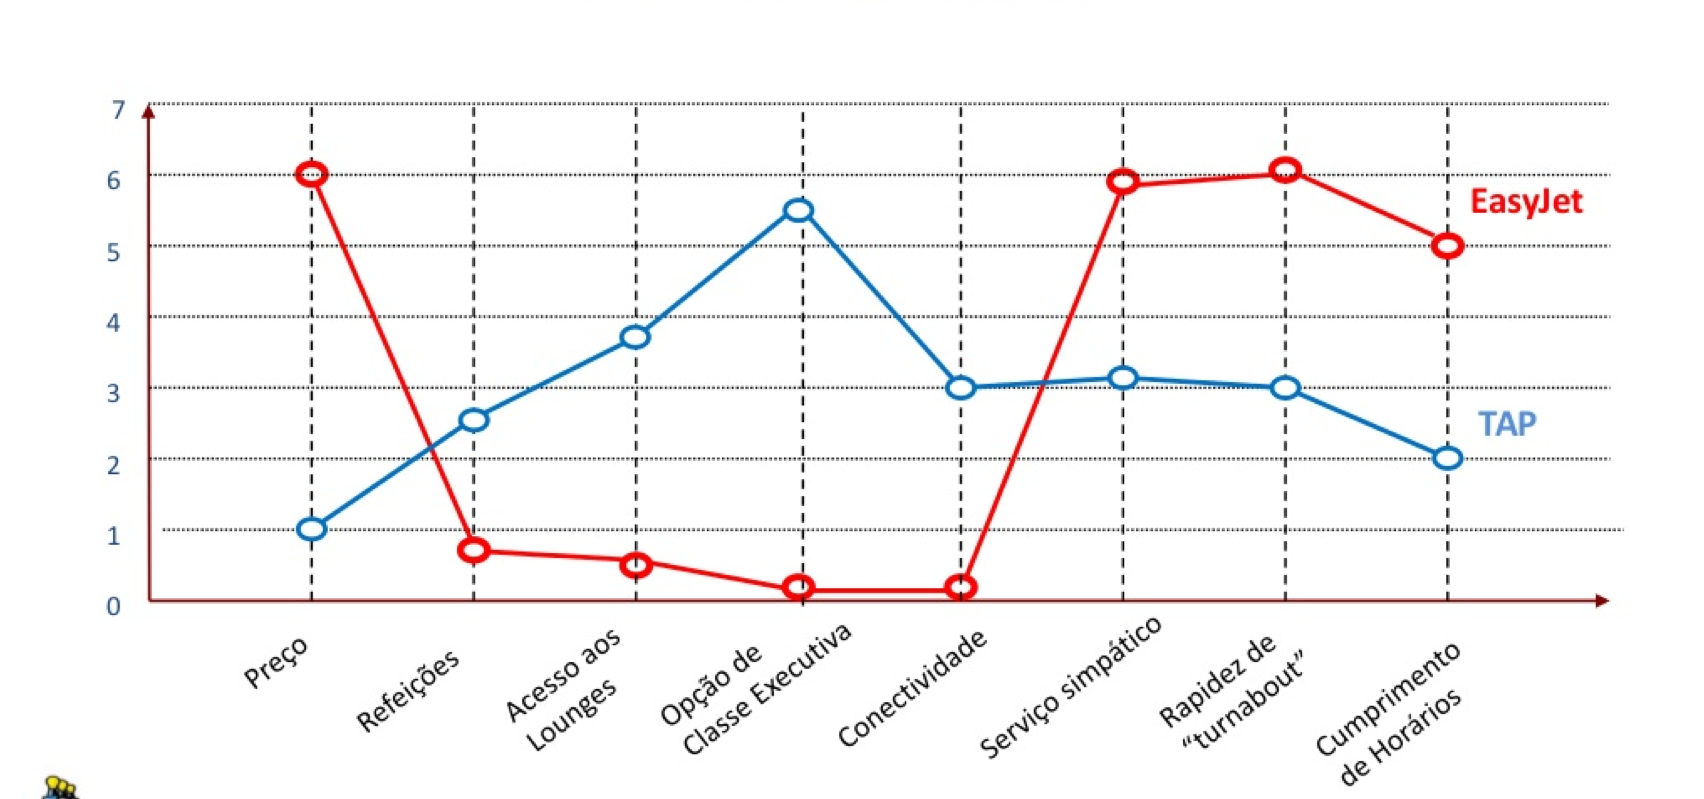 7
6
5
4
3
2
1
0
EasyJet
TAP
Preço
Refeições
Acesso aos
Lounges
Opção de
Classe Executiva
Conectividade
Serviço simpático
Rapidez de
“turnabout”
Cumprimento
de Horários